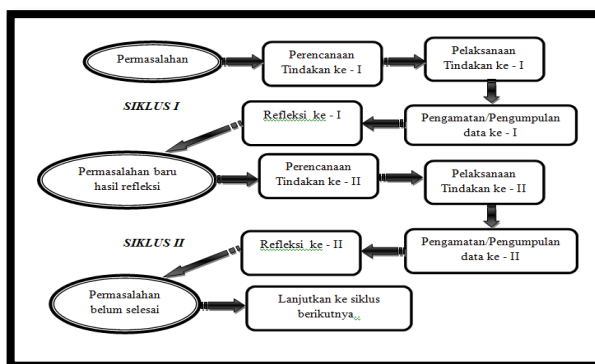 Permasalahan
Perencanaan
Tindakan ke - I
Pelaksanaan
Tindakan ke - I
SIKLUS I
Refleksi ke - I
Pengamatan/Pengumpulan
data ke - I
Permasalahan baru
hasil refleksi
Perencanaan
Tindakan ke - II
Pelaksanaan
Tindakan ke - II
SIKLUS II
Refleksi ke - II
Pengamatan/Pengumpulan
data ke - II
Permasalahan
belum selesai
Lanjutkan ke siklus
berikutnya..